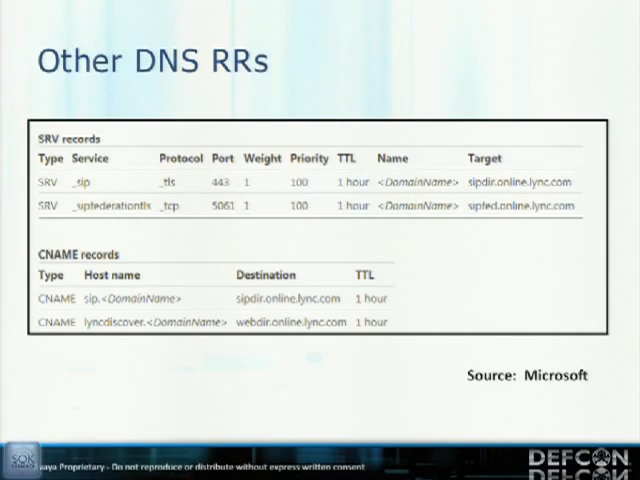 Other DNS RRs
SRV records
Type Service Protocol Port Weight Priority TTL Name Target
SRV _sip _tls 443 1 100 1 hour <DomainName> sipdir.online.lync.com
SRV _sipfederationtls _tcp 5061 1 100 1 hour <DomainName> sipfed.online.lync.com
CNAME records
Type Host name Destination TTL
CNAME sip.<DomainName> sipdir.online.lync.com 1 hour
CNAME lyncdiscover.<DomainName> webdir.online.lync.com 1 hour
Source: Microsoft
Proprietary - Do not reproduce or distribute without express written consent
DEFCON